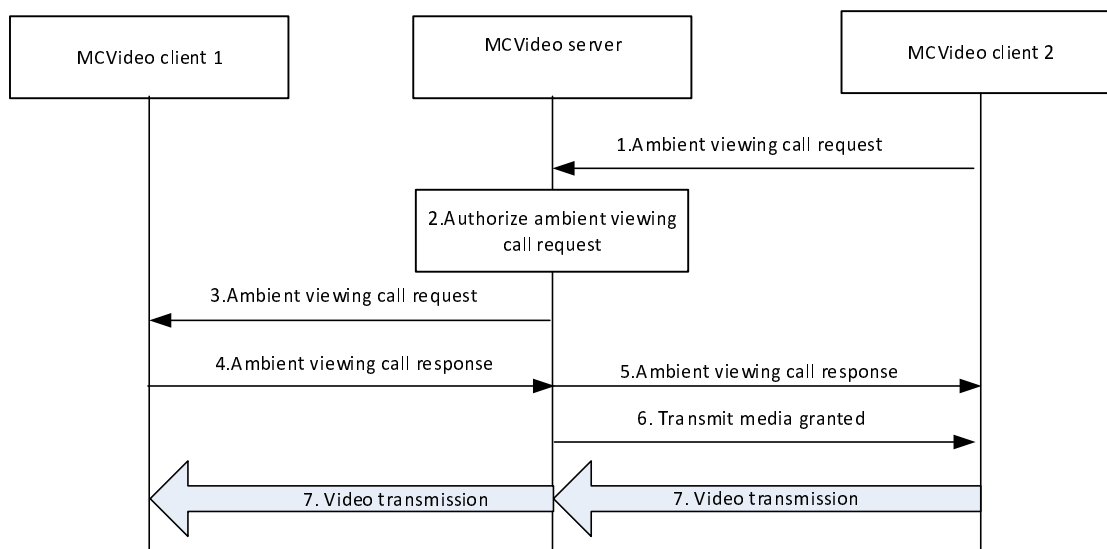 MCVideo client 1
MCVideo server
MCVideo client 2
1.Ambient viewing call request
2.Authorize ambient viewing
call request
3.Ambient viewing call request
4.Ambient viewing call response
5.Ambient viewing call response
6. Transmit media granted
7. Video transmission
7. Video transmission